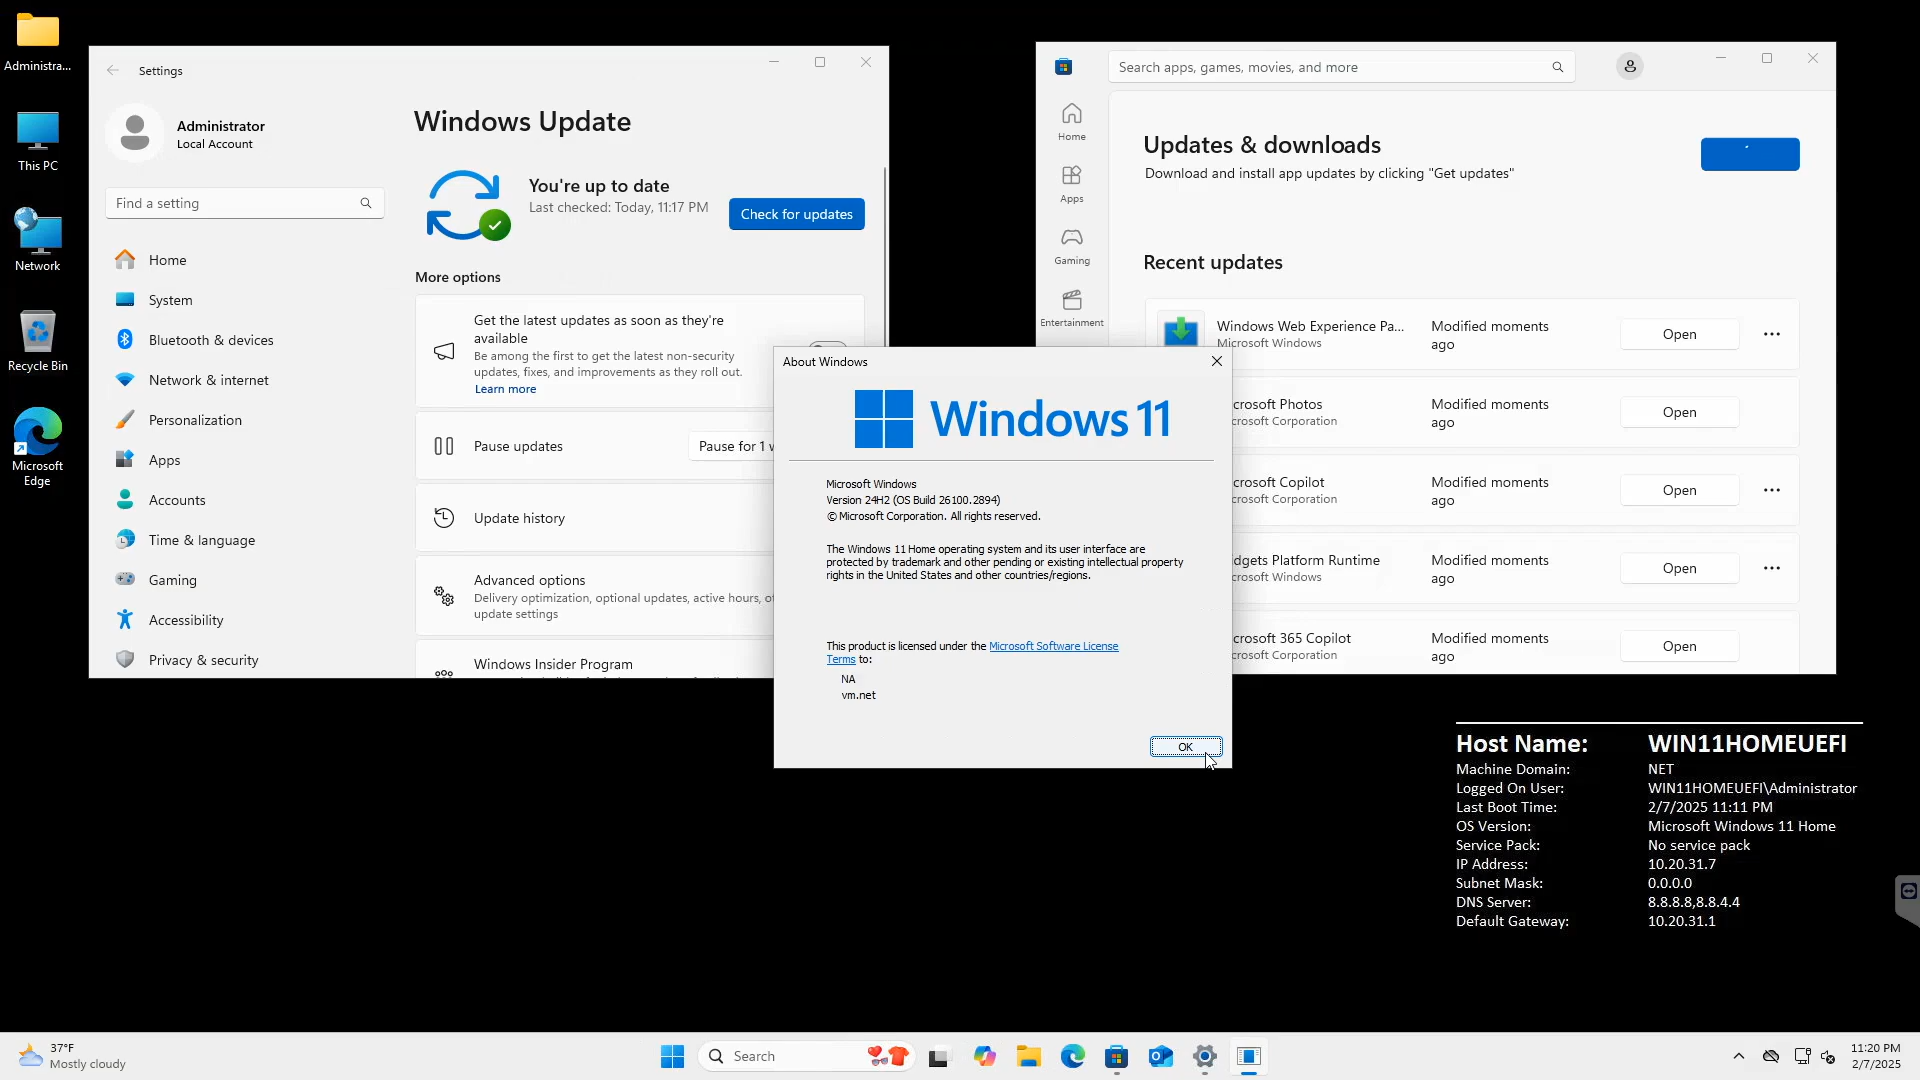 Administra...
This PC
Network
Recycle Bin
Microsoft
Edge
Settings
Administrator
Local Account
Find a setting
Home
System
Bluetooth & devices
Network & internet
Personalization
Apps
Accounts
Time & language
Gaming
Accessibility
Privacy & security
Windows Update
You're up to date
Last checked: Today, 11:17 PM
Check for updates
More options
Get the latest updates as soon as they're
available
Be among the first to get the latest non-security
updates, fixes, and improvements as they roll out.
Learn more
Pause updates
Pause for 1
Update history
Advanced options
Delivery optimization, optional updates, active hours,
update settings
Windows Insider Program
Search apps, games, movies, and more
Home
Apps
Gaming
Entertainment
Updates & downloads
Download and install app updates by clicking "Get updates"
Recent updates
Windows Web Experience Pa...
Microsoft Windows
Modified moments
ago
Open
crosoft Photos
crosoft Corporation
Modified moments
ago
Open
crosoft Copilot
crosoft Corporation
Modified moments
ago
Open
dgets Platform Runtime
crosoft Windows
Modified moments
ago
Open
crosoft 365 Copilot
crosoft Corporation
Modified moments
ago
Open
About Windows
Windows 11
Microsoft Windows
Version 24H2 (OS Build 26100.2894)
© Microsoft Corporation. All rights reserved.
The Windows 11 Home operating system and its user interface are
protected by trademark and other pending or existing intellectual property
rights in the United States and other countries/regions.
This product is licensed under the Microsoft Software License
Terms to:
NA
vm.net
OK
Host Name: WIN11HOMEUEFI
Machine Domain: NET
Logged On User: WIN11HOMEUEFI\Administrator
Last Boot Time: 2/7/2025 11:11 PM
OS Version: Microsoft Windows 11 Home
Service Pack: No service pack
IP Address: 10.20.31.7
Subnet Mask: 0.0.0.0
DNS Server: 8.8.8.8,8.8.4.4
Default Gateway: 10.20.31.1
37°F
Mostly cloudy
Search
11:20 PM
2/7/2025